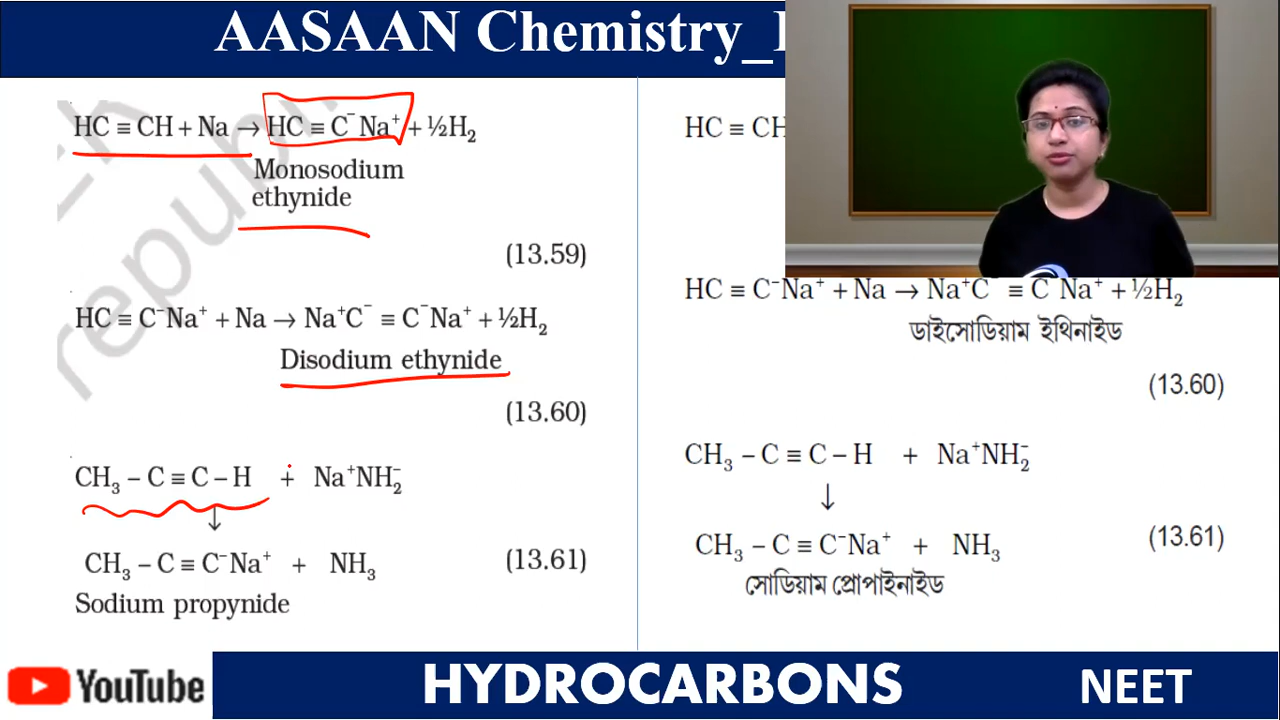 AASAAN Chemistry_
HC ≡ CH + Na → HC ≡ C⁻Na⁺ + ½H₂
Monosodium
ethynide
(13.59)
HC ≡ C⁻Na⁺ + Na → Na⁺C⁻ ≡ C⁻Na⁺ + ½H₂
Disodium ethynide
(13.60)
CH₃ – C ≡ C – H + Na⁺NH₂⁻
↓
CH₃ – C ≡ C⁻Na⁺ + NH₃ (13.61)
Sodium propynide
republi
HC ≡ CH
HC ≡ C⁻Na⁺ + Na → Na⁺C⁻ ≡ C⁻Na⁺ + ½H₂
ডাইসোডিয়াম ইথিনাইড
(13.60)
CH₃ – C ≡ C – H + Na⁺NH₂⁻
↓
CH₃ – C ≡ C⁻Na⁺ + NH₃ (13.61)
সোডিয়াম প্রোপাইনাইড
YouTube HYDROCARBONS NEET